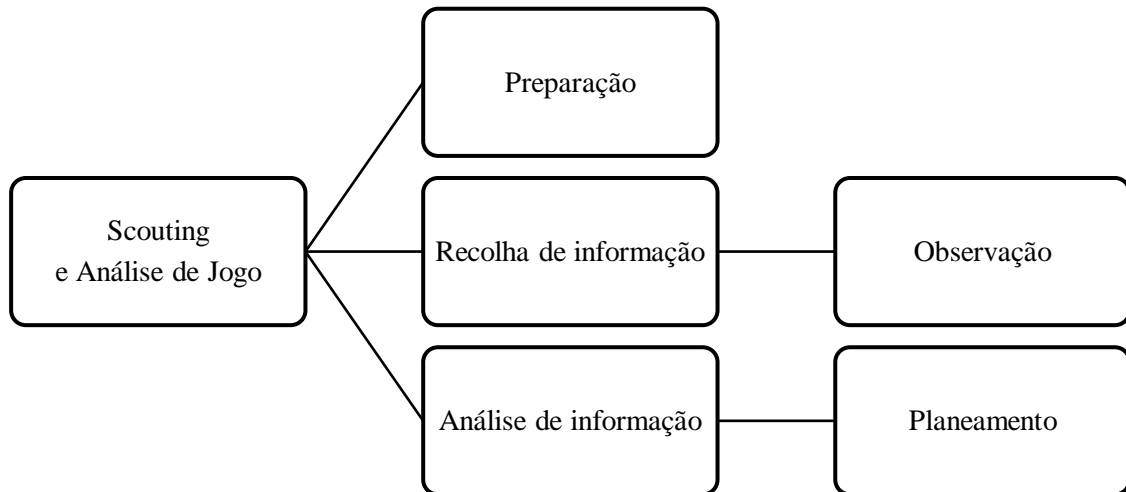 Preparação
Scouting
e Análise de Jogo
Recolha de informação
Observação
Análise de informação
Planeamento